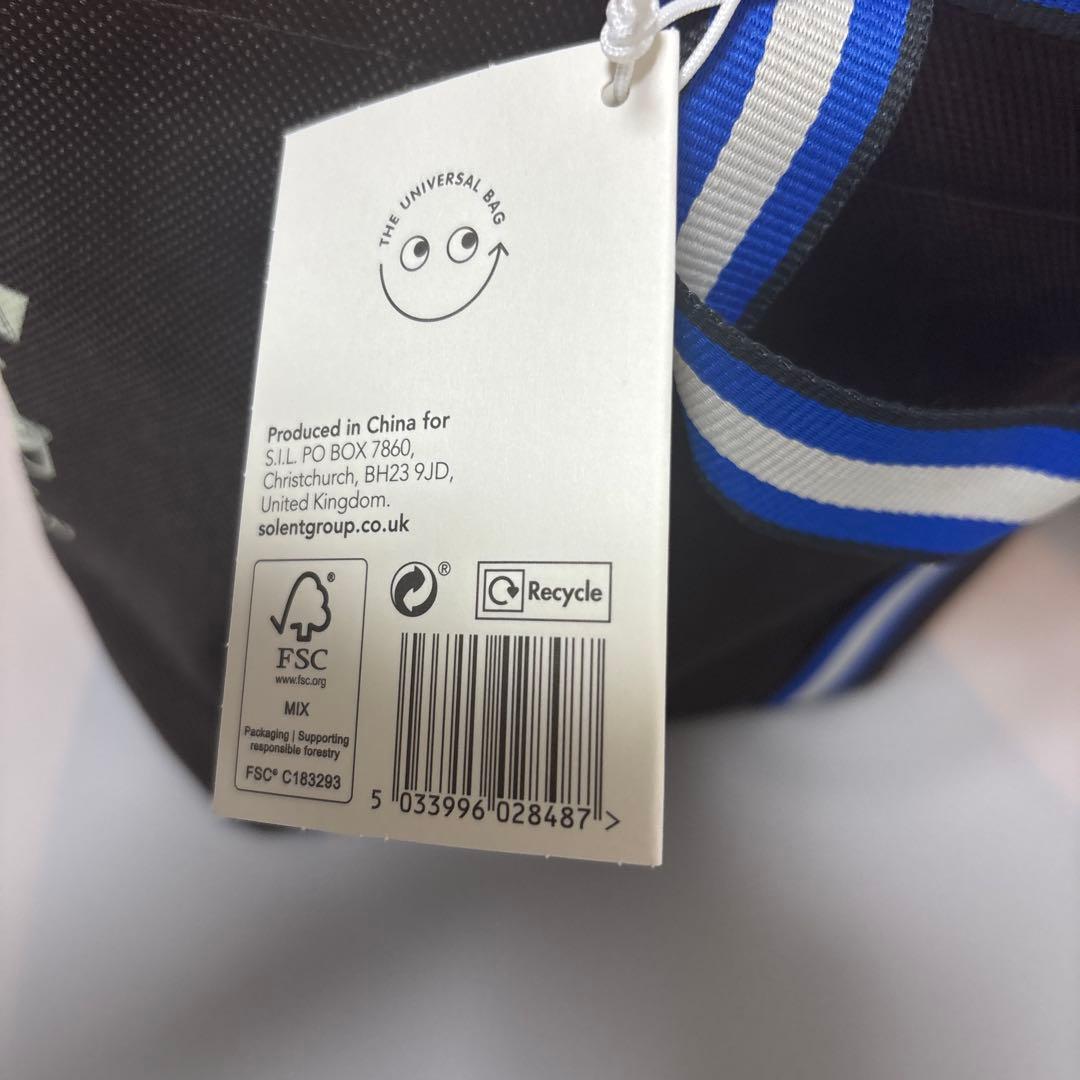 THE UNIVERSAL BAG
Produced in China for
S.I.L. PO BOX 7860,
Christchurch, BH23 9JD,
United Kingdom.
solentgroup.co.uk
®
FSC
www.fsc.org
MIX
Packaging | Supporting
responsible forestry
FSC® C183293
®
Recycle
5 033996 028487 >